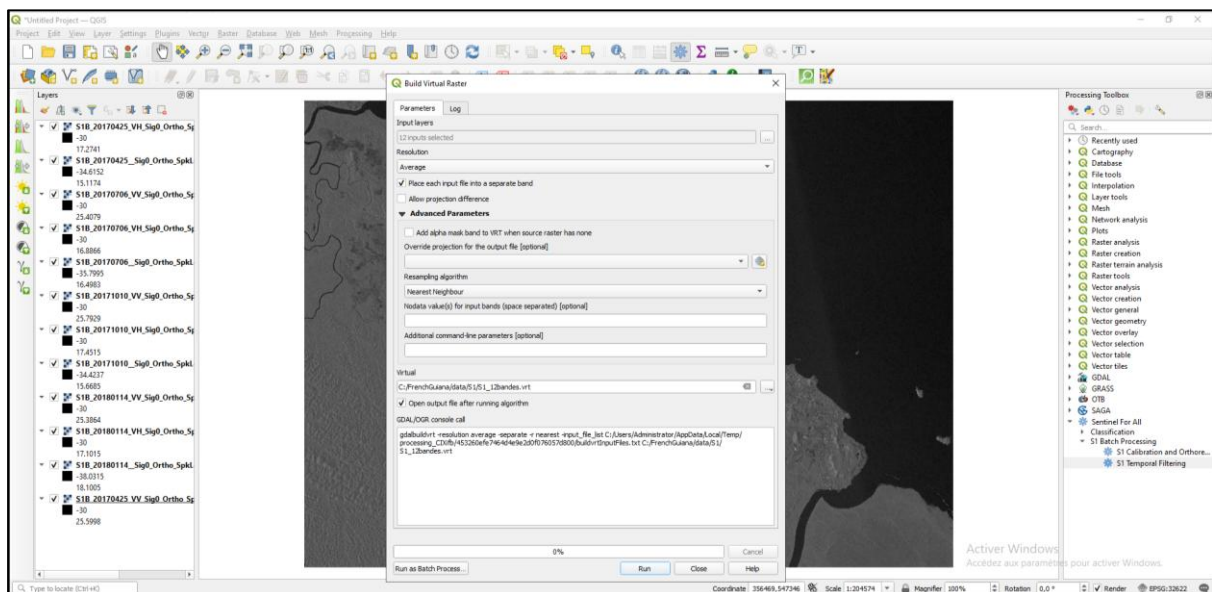 *Untitled Project — QGIS
Project Edit View Layer Settings Plugins Vector Raster Database Web Mesh Processing Help
Layers
S1B_20170425_VH_Sig0_Ortho_Sp
-30
17.2741
S1B_20170425__Sig0_Ortho_SpkL
-34.6152
15.1174
S1B_20170706_VV_Sig0_Ortho_Sp
-30
25.4079
S1B_20170706_VH_Sig0_Ortho_Sp
-30
16.8866
S1B_20170706__Sig0_Ortho_SpkL
-35.7995
16.4983
S1B_20171010_VV_Sig0_Ortho_Sp
-30
25.7929
S1B_20171010_VH_Sig0_Ortho_Sp
-30
17.4515
S1B_20171010__Sig0_Ortho_SpkL
-34.4237
15.6685
S1B_20180114_VV_Sig0_Ortho_Sp
-30
25.3864
S1B_20180114_VH_Sig0_Ortho_Sp
-30
17.1015
S1B_20180114__Sig0_Ortho_SpkL
-38.0315
18.1005
S1B_20170425_VV_Sig0_Ortho_Sp
-30
25.5998
Build Virtual Raster
Parameters Log
Input layers
12 inputs selected
Resolution
Average
Place each input file into a separate band
Allow projection difference
Advanced Parameters
Add alpha mask band to VRT when source raster has none
Override projection for the output file [optional]
Resampling algorithm
Nearest Neighbour
Nodata value(s) for input bands (space separated) [optional]
Additional command-line parameters [optional]
Virtual
C:/FrenchGuiana/data/S1/S1_12bandes.vrt
Open output file after running algorithm
GDAL/OGR console call
gdalbuildvrt -resolution average -separate -r nearest -input_file_list C:/Users/Administrator/AppData/Local/Temp/
buildvrtInputFiles.txt C:/FrenchGuiana/data/S1/
S1_12bandes.vrt
0%
Cancel
Run as Batch Process...
Run Close Help
Processing Toolbox
Search...
Recently used
Cartography
Database
File tools
Interpolation
Layer tools
Mesh
Network analysis
Plots
Raster analysis
Raster creation
Raster terrain analysis
Raster tools
Vector analysis
Vector creation
Vector general
Vector geometry
Vector overlay
Vector selection
Vector table
Vector tiles
GDAL
GRASS
OTB
SAGA
Sentinel For All
Classification
S1 Batch Processing
S1 Calibration and Orthore...
S1 Temporal Filtering
Activer Windows
Accédez aux paramètres pour activer Windows.
Type to locate (Ctrl+K)
Coordinate 356469,547346 Scale 1:204574 Magnifier 100% Rotation 0,0 ° Render EPSG:32622